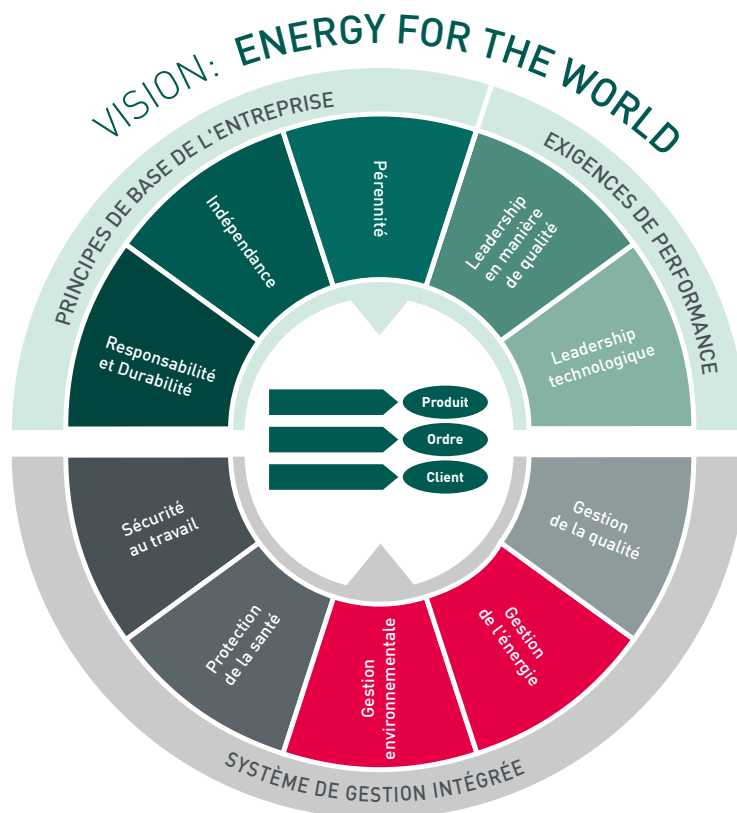 VISION: ENERGY FOR THE WORLD
PRINCIPES DE BASE DE L'ENTREPRISE
EXIGENCES DE PERFORMANCE
Responsabilité
et Durabilité
Indépendance
Pérennité
Leadership
en manière
de qualité
Leadership
technologique
Produit
Ordre
Client
Sécurité
au travail
Protection
de la santé
Gestion
environnementale
Gestion
de l'énergie
Gestion
de la qualité
SYSTÈME DE GESTION INTÉGRÉE